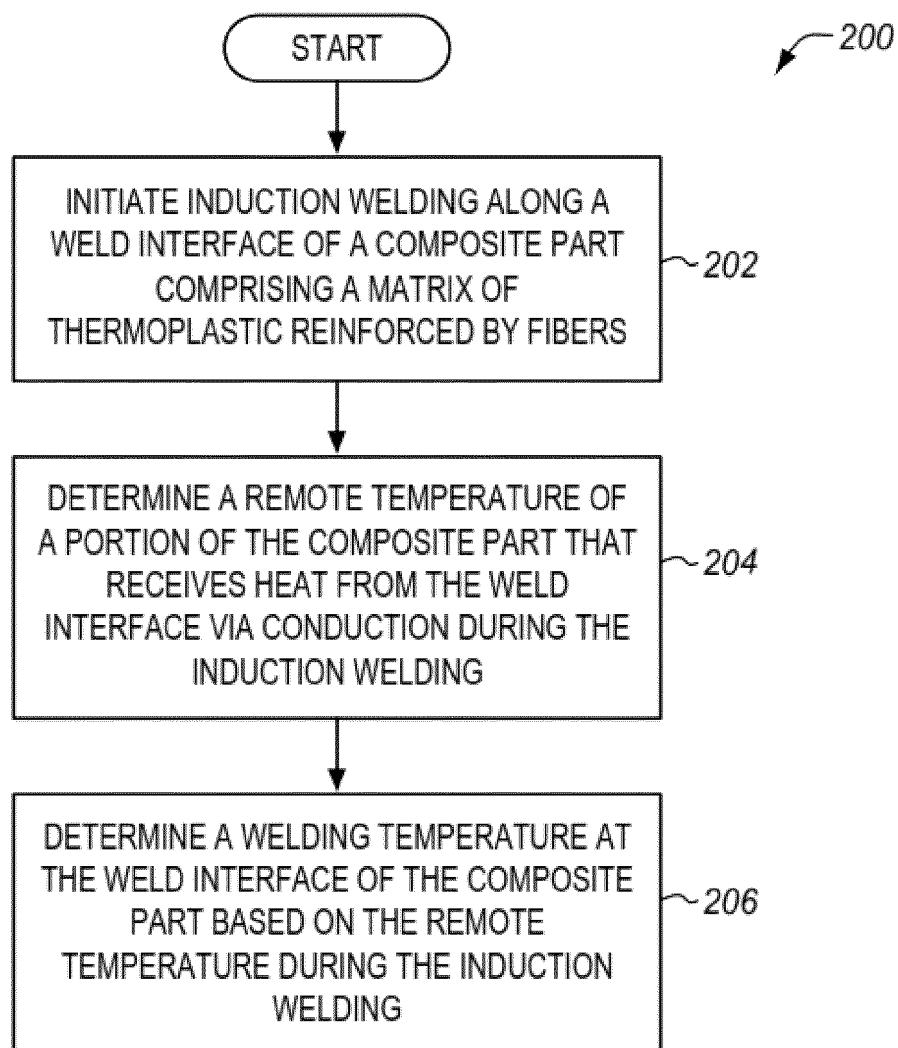 START
200
INITIATE INDUCTION WELDING ALONG A
WELD INTERFACE OF A COMPOSITE PART
COMPRISING A MATRIX OF
THERMOPLASTIC REINFORCED BY FIBERS
202
DETERMINE A REMOTE TEMPERATURE OF
A PORTION OF THE COMPOSITE PART THAT
RECEIVES HEAT FROM THE WELD
INTERFACE VIA CONDUCTION DURING THE
INDUCTION WELDING
204
DETERMINE A WELDING TEMPERATURE AT
THE WELD INTERFACE OF THE COMPOSITE
PART BASED ON THE REMOTE
TEMPERATURE DURING THE INDUCTION
WELDING
206